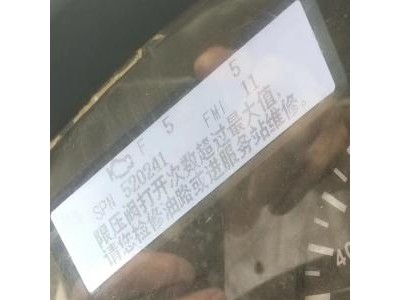 F 5 5
SPN 520241 FMI 11
限压阀打开次数超过最大值,
请您检修油路或进服务站维修。
40